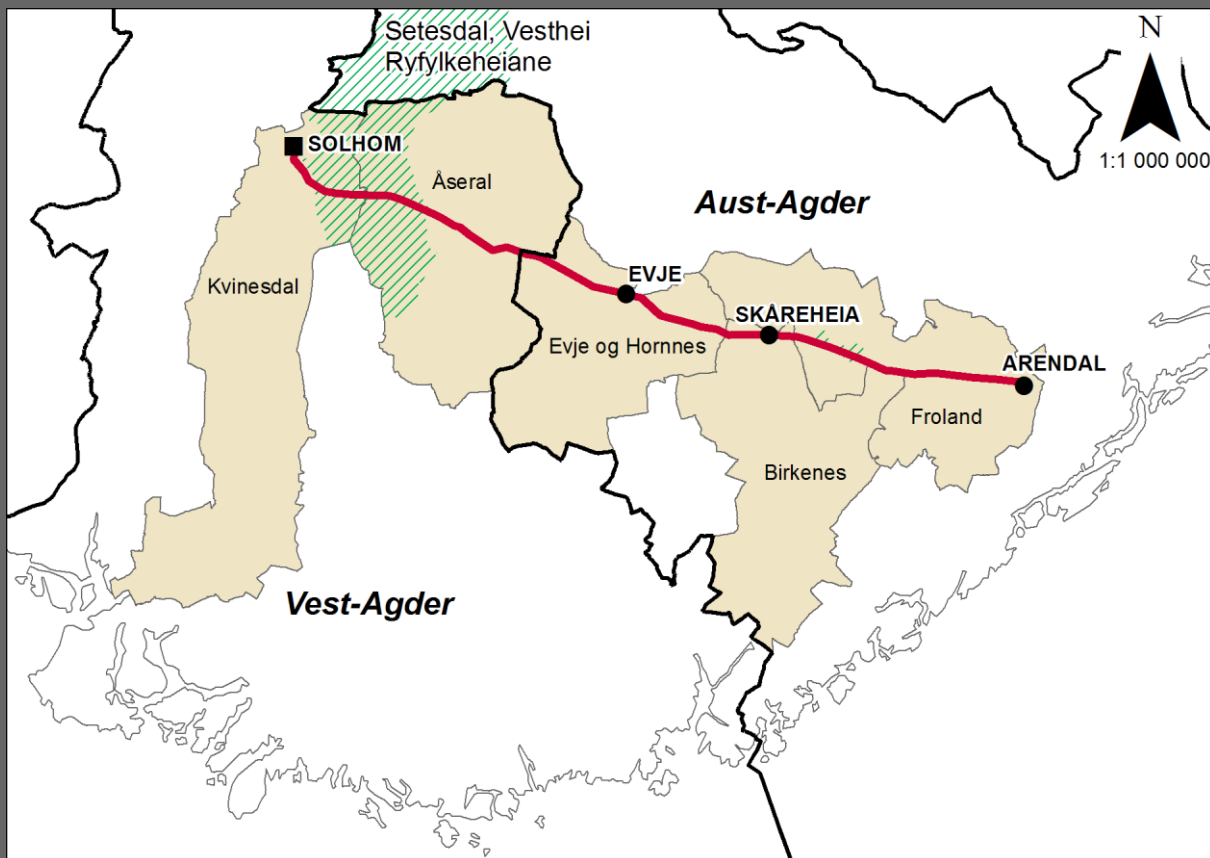 Setesdal, Vesthei
Ryfylkeheiane
N
1:1 000 000
SOLHOM
Åseral
Aust-Agder
Kvinesdal
EVJE
SKÅREHEIA
Evje og Hornnes
ARENDAL
Froland
Birkenes
Vest-Agder